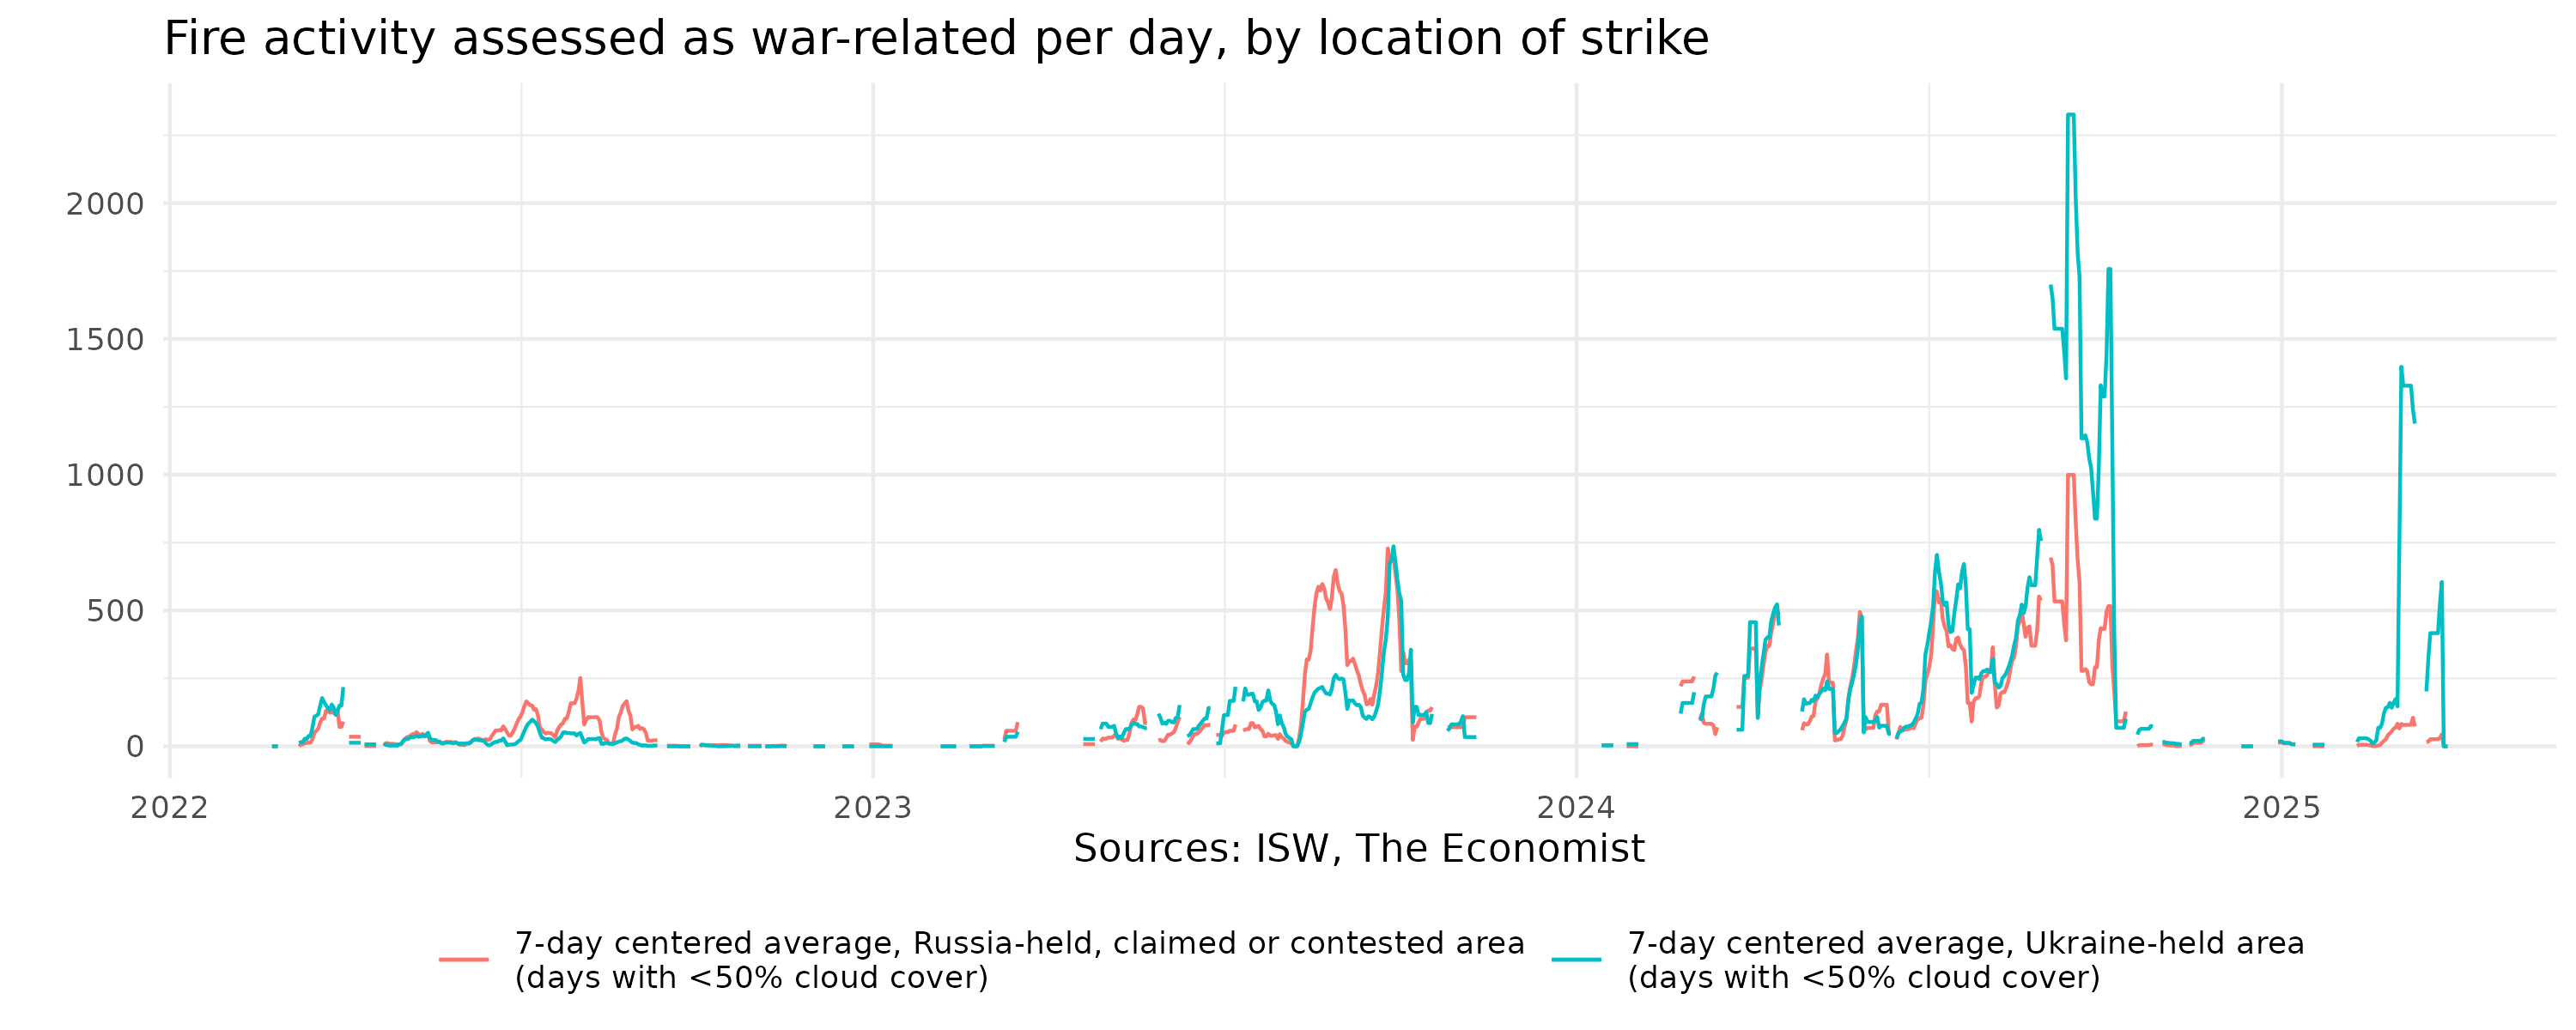 Fire activity assessed as war-related per day, by location of strike
2000
1500
1000
500
0
2022
2023
2024
2025
Sources: ISW, The Economist
7-day centered average, Russia-held, claimed or contested area
(days with <50% cloud cover)
7-day centered average, Ukraine-held area
(days with <50% cloud cover)